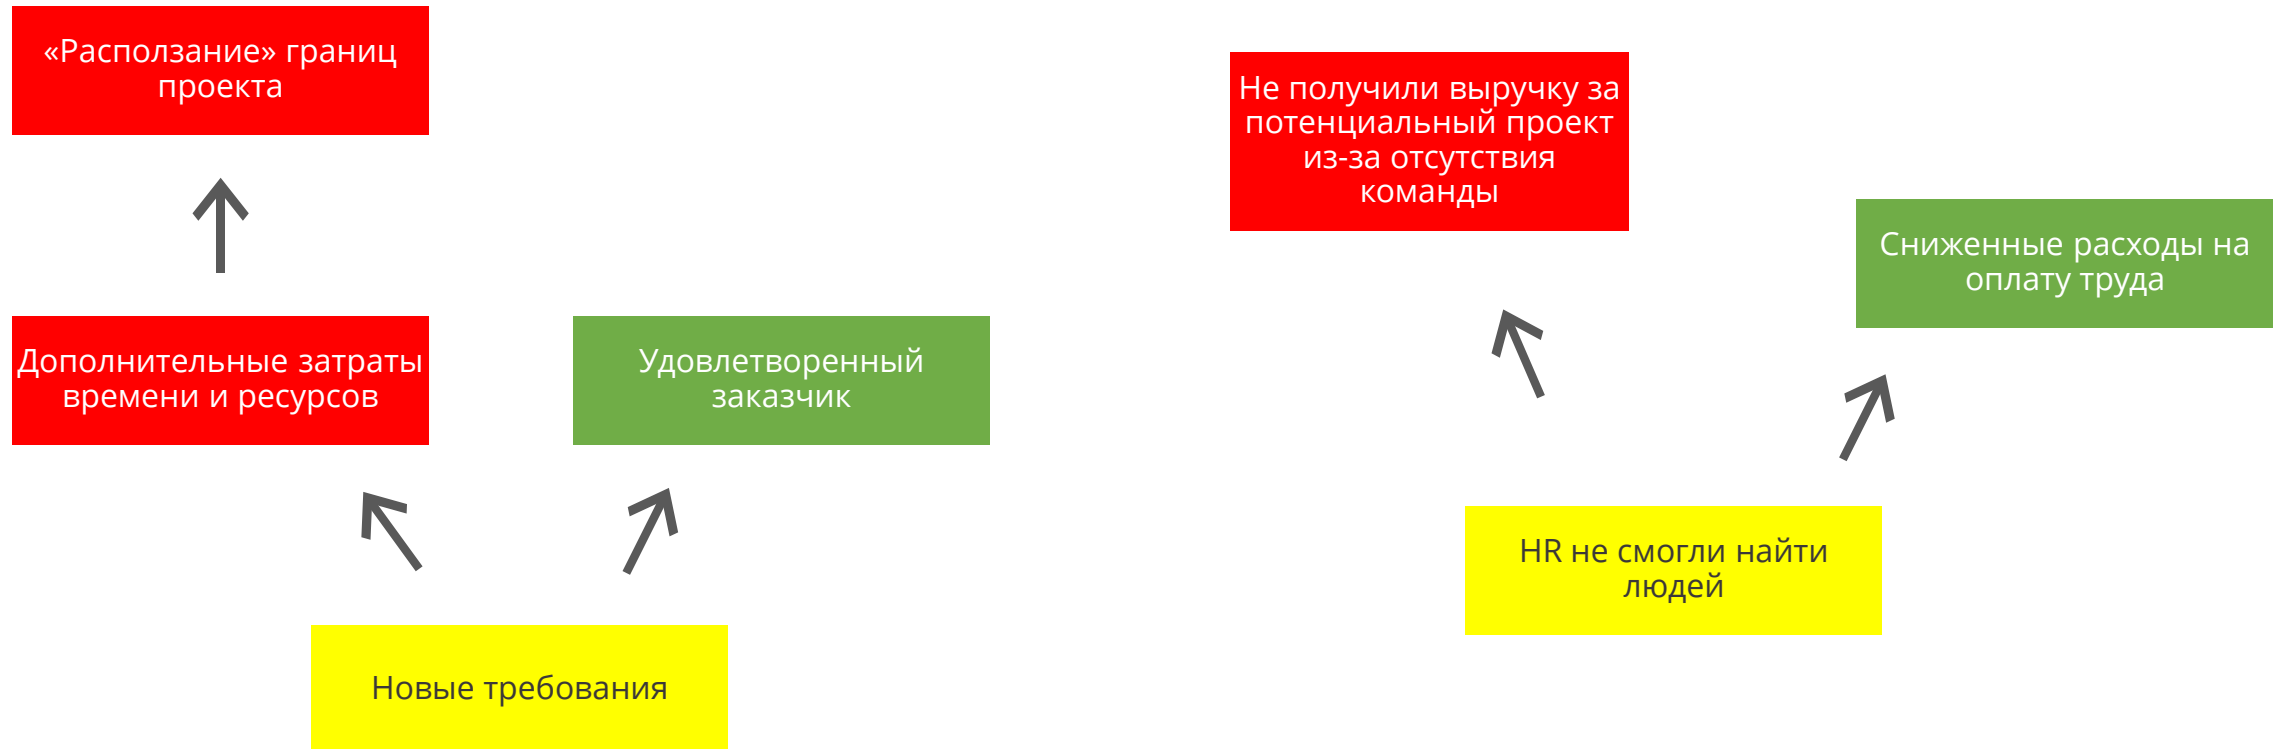 «Расползание» границ
проекта
Не получили выручку за
потенциальный проект
из-за отсутствия
команды
Сниженные расходы на
оплату труда
Дополнительные затраты
времени и ресурсов
Удовлетворенный
заказчик
HR не смогли найти
людей
Новые требования